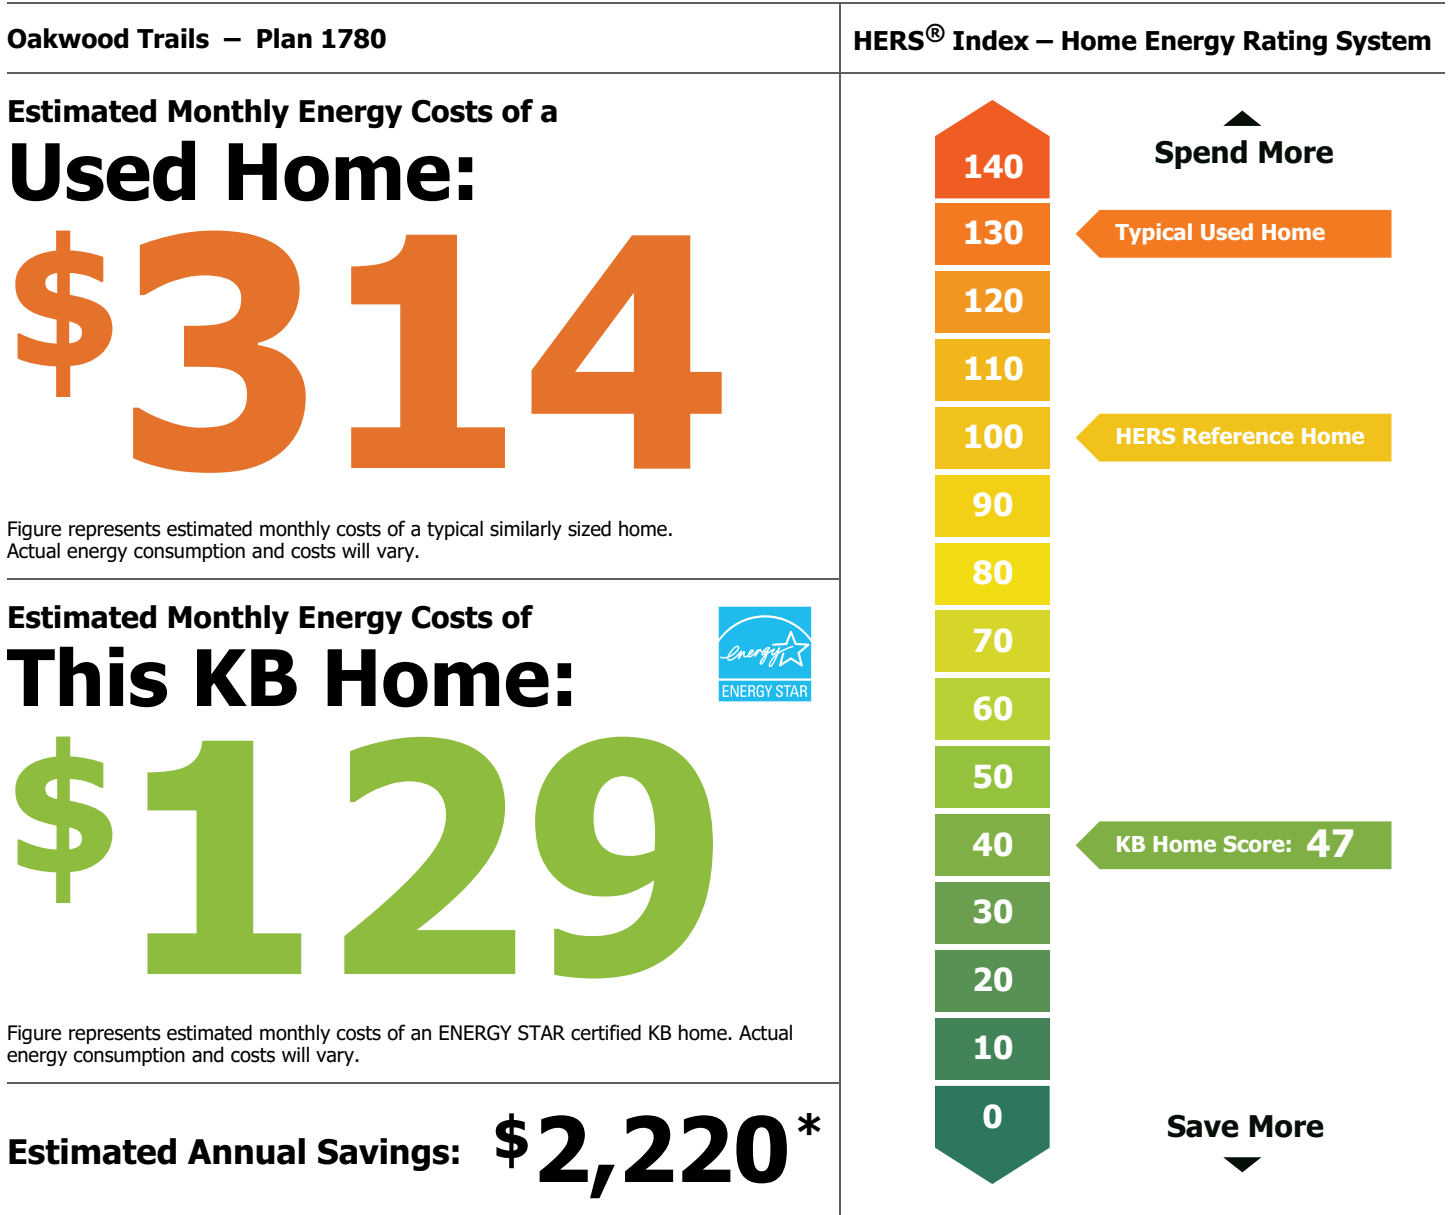 Oakwood Trails – Plan 1780
Estimated Monthly Energy Costs of a
Used Home:
$314
Figure represents estimated monthly costs of a typical similarly sized home.
Actual energy consumption and costs will vary.
Estimated Monthly Energy Costs of
This KB Home:
energy
ENERGY STAR
$129
Figure represents estimated monthly costs of an ENERGY STAR certified KB home. Actual
energy consumption and costs will vary.
Estimated Annual Savings: $2,220*
HERS® Index – Home Energy Rating System
Spend More
140
130 Typical Used Home
120
110
100 HERS Reference Home
90
80
70
60
50
40 KB Home Score: 47
30
20
10
0
Save More